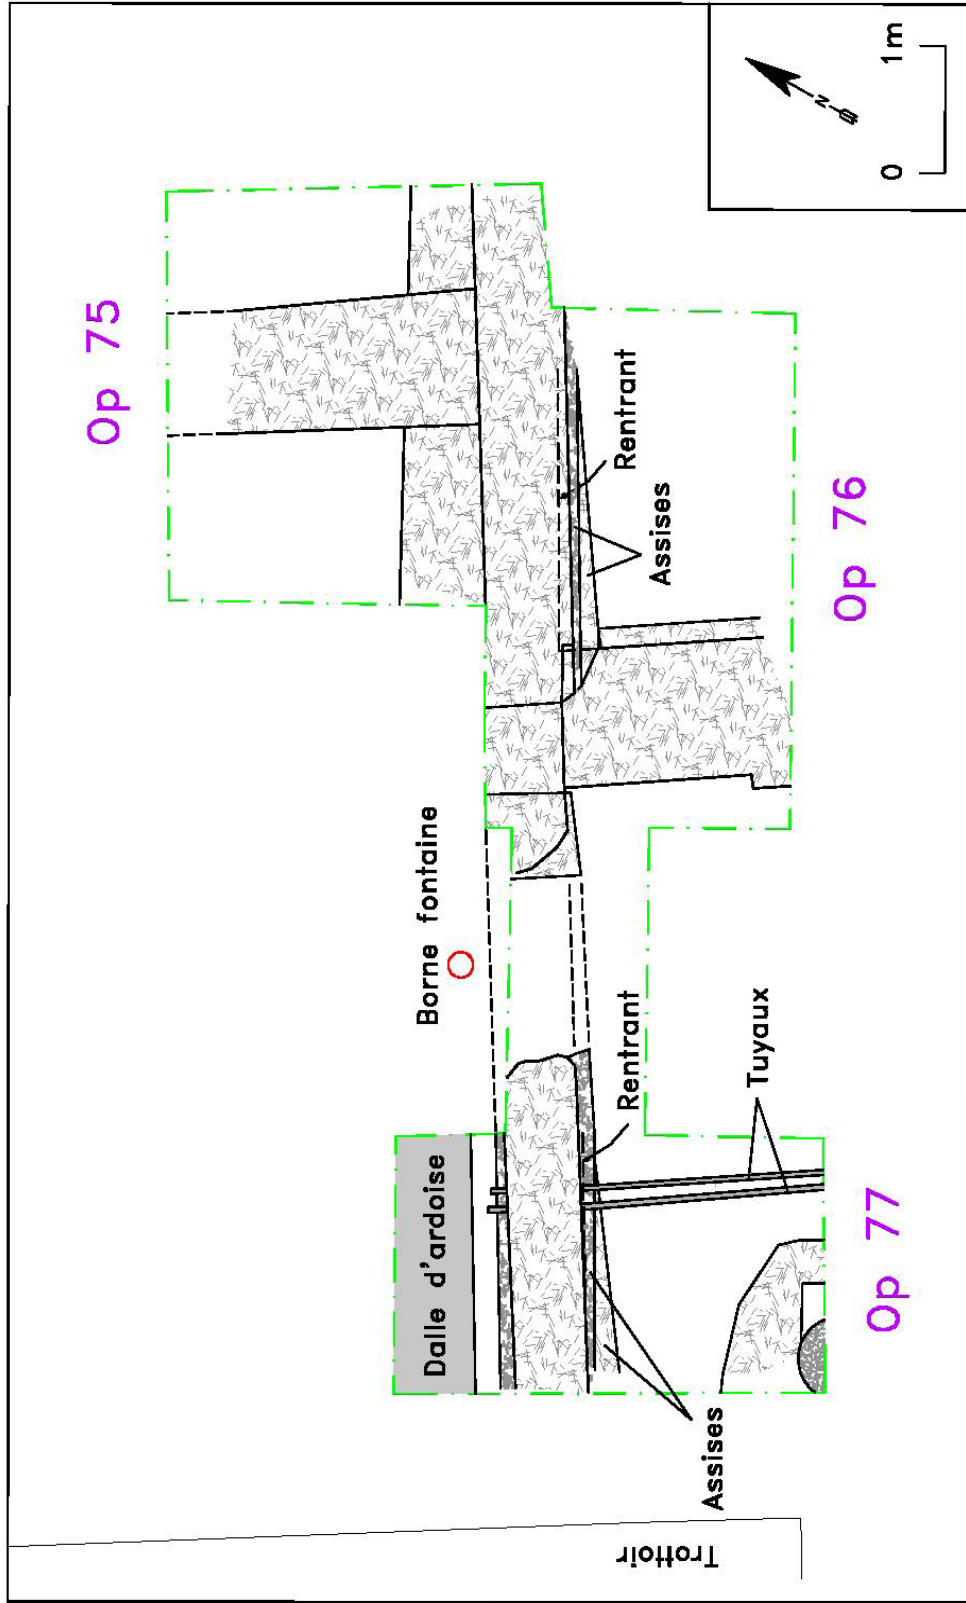 Op 75
Rentrant
Assises
Op 76
Borne fontaine
Dalle d'ardoise
Rentrant
Tuyaux
Assises
Op 77
Trottoir
N
0 1m